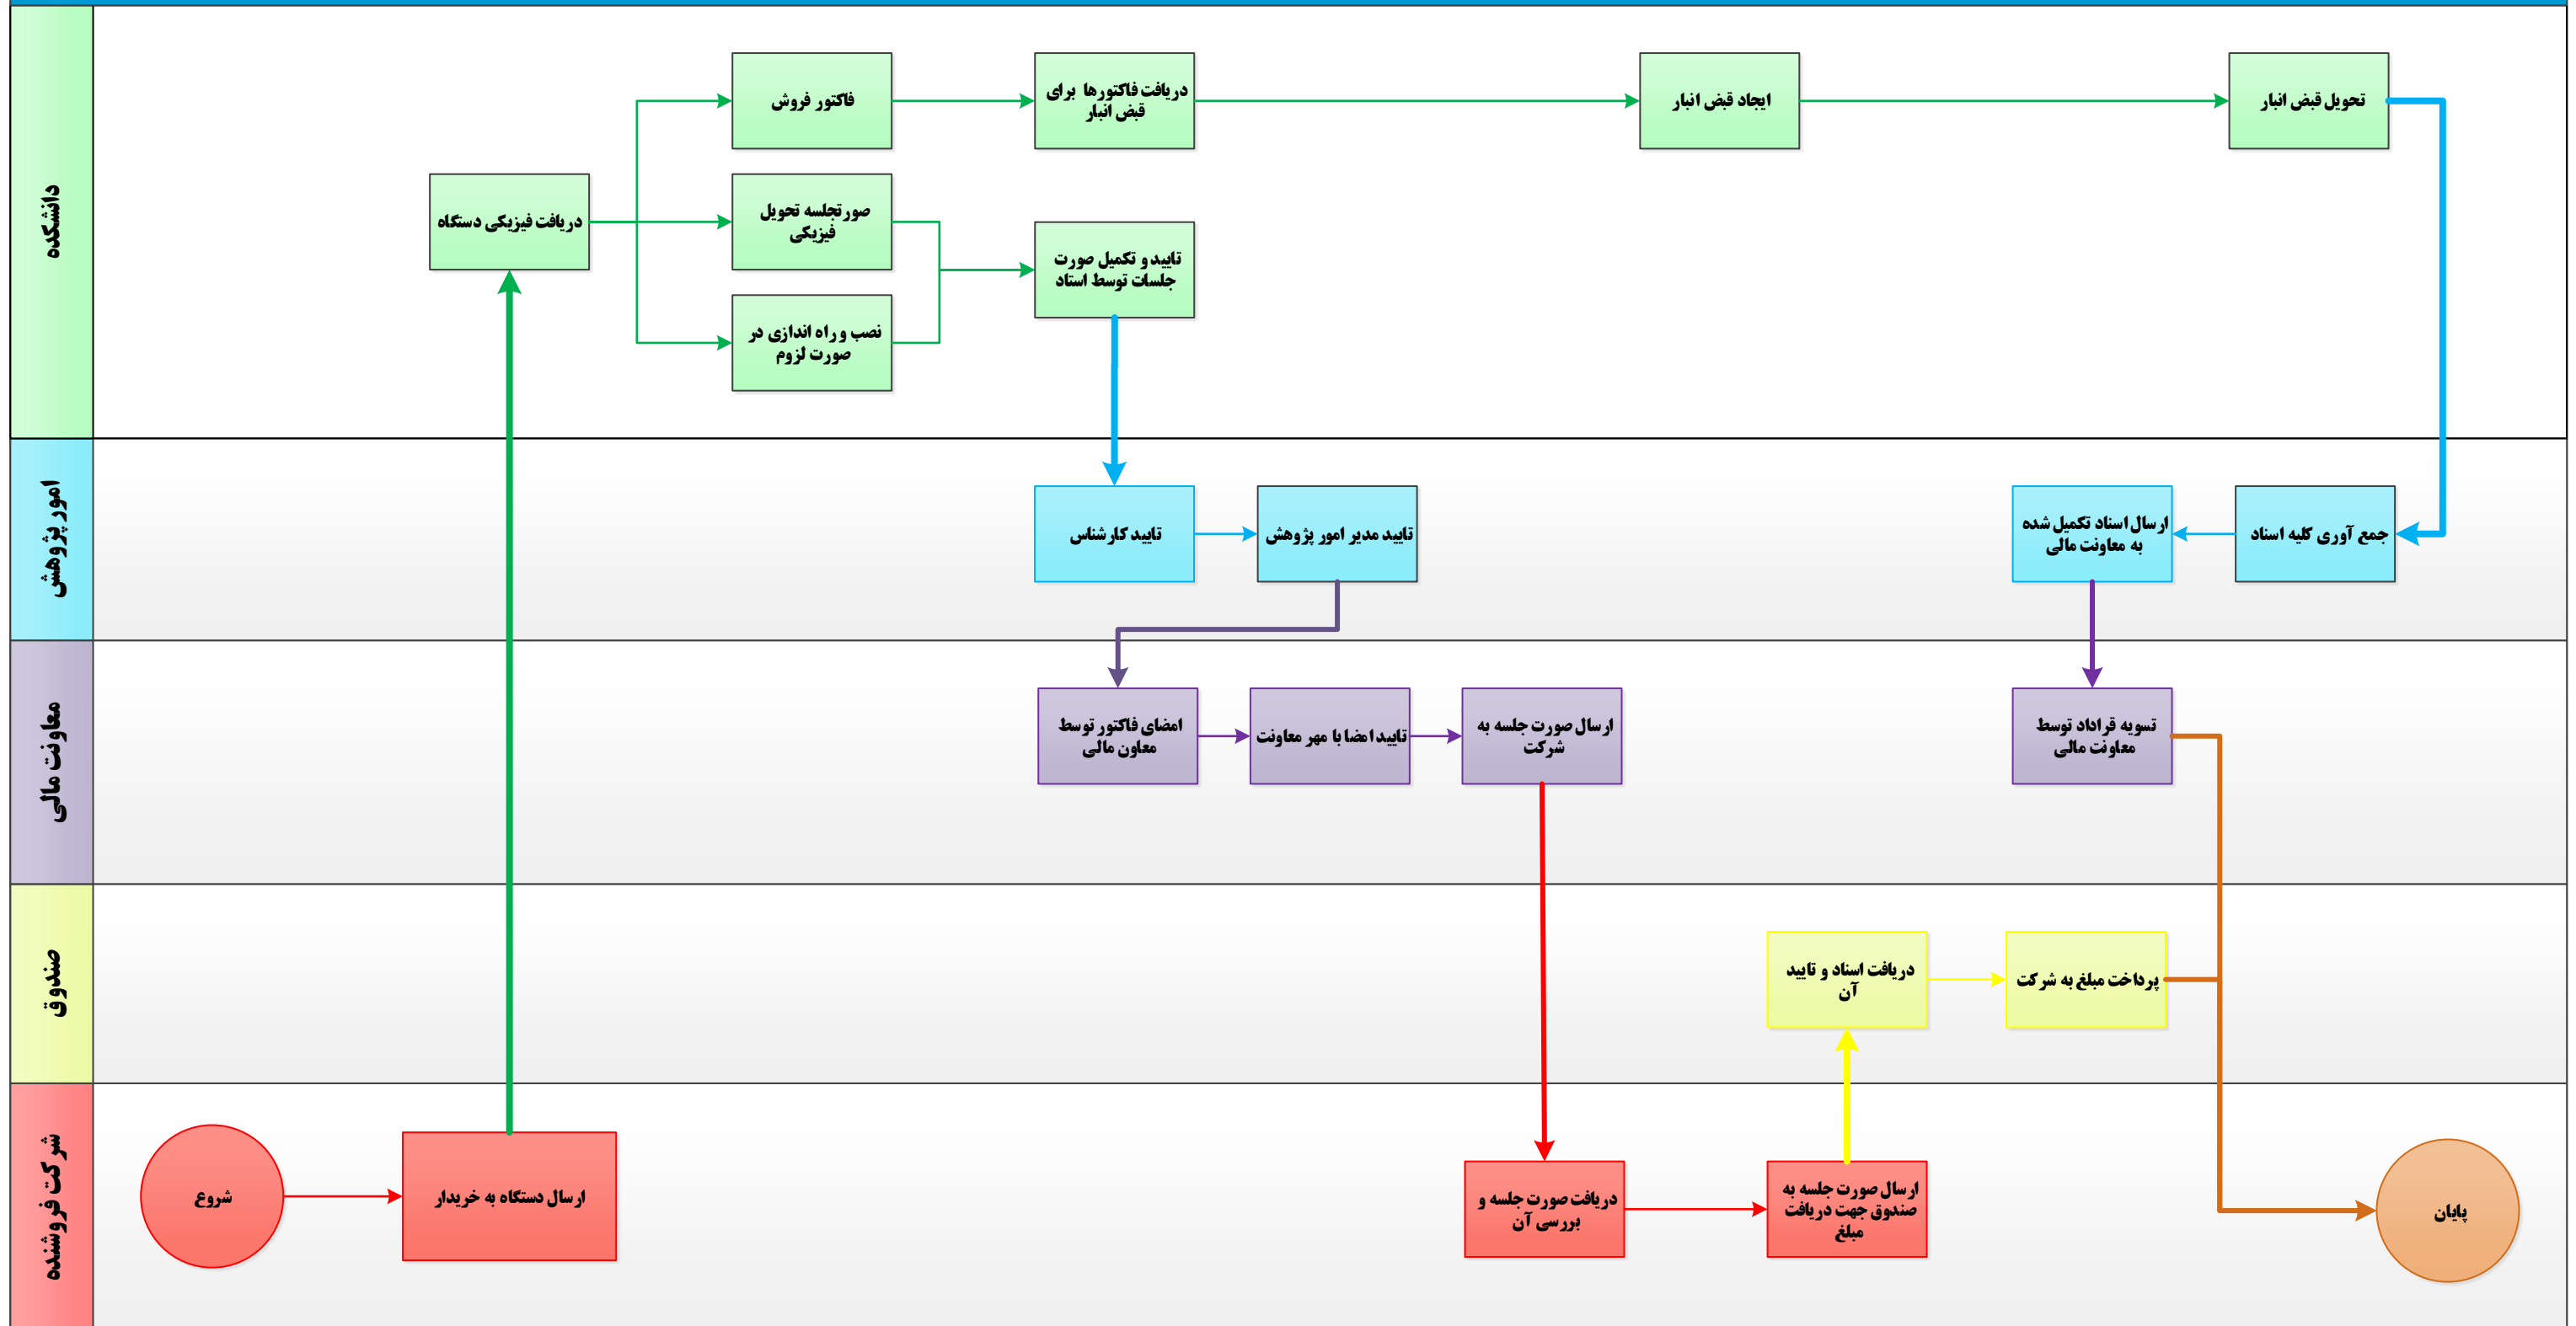 دانشکده
فاکتور فروش
دریافت فاکتورها برای
قبض انبار
ایجاد قبض انبار
تحویل قبض انبار
دریافت فیزیکی دستگاه
صورتجلسه تحویل
فیزیکی
تایید و تکمیل صورت
جلسات توسط استاد
نصب و راه اندازی در
صورت لزوم
امور پژوهش
تایید کارشناس
تایید مدیر امور پژوهش
ارسال اسناد تکمیل شده
به معاونت مالی
جمع آوری کلیه اسناد
معاونت مالی
امضای فاکتور توسط
معاون مالی
تایید امضا با مهر معاونت
ارسال صورت جلسه به
شرکت
تسویه قراداد توسط
معاونت مالی
صندوق
دریافت اسناد و تایید
آن
پرداخت مبلغ به شرکت
شرکت فروشنده
شروع
ارسال دستگاه به خریدار
دریافت صورت جلسه و
بررسی آن
ارسال صورت جلسه به
صندوق جهت دریافت
مبلغ
پایان